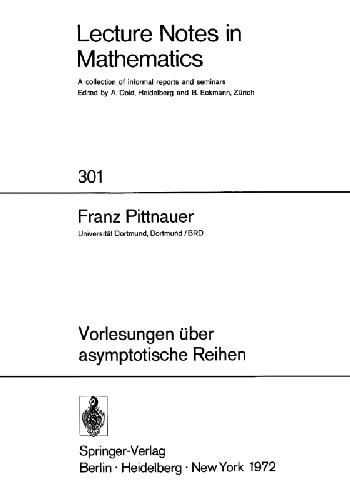 Lecture Notes in
Mathematics
A collection of informal reports and seminars
Edited by A. Dold, Heidelberg and B. Eckmann, Zürich
301
Franz Pittnauer
Universität Dortmund, Dortmund/BRD
Vorlesungen über
asymptotische Reihen
Springer-Verlag
Berlin · Heidelberg · New York 1972